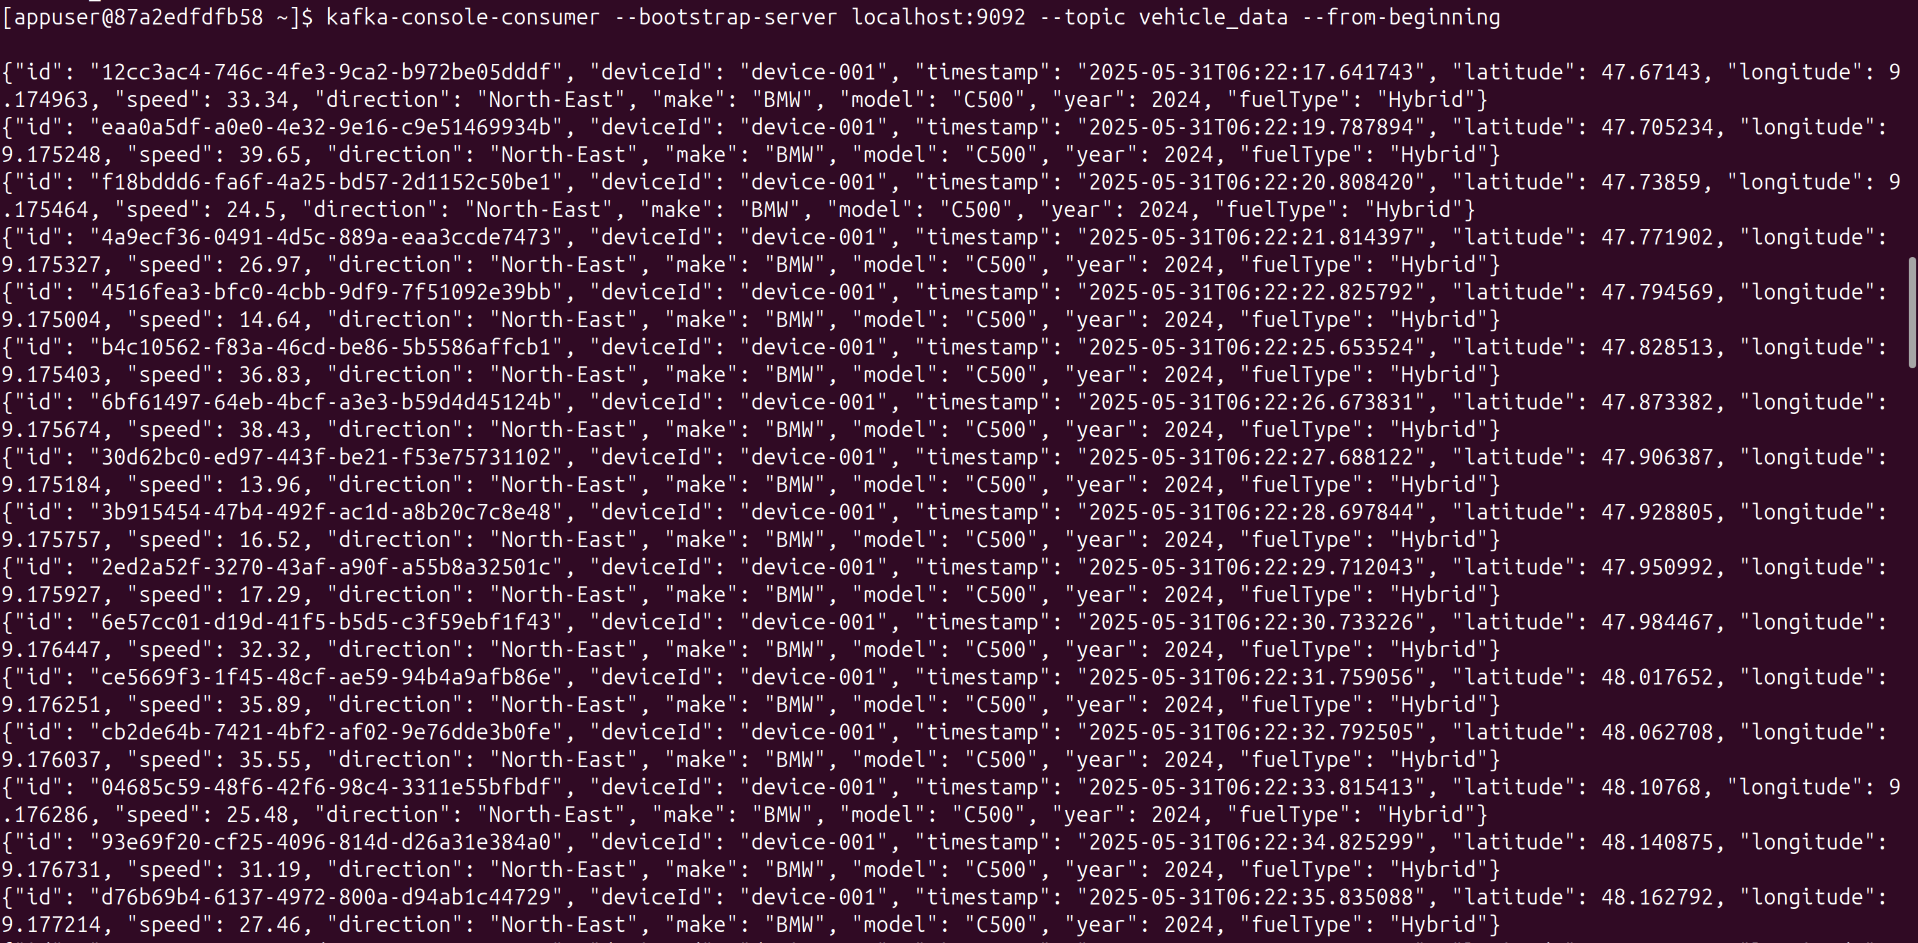 [appuser@87a2edfdfb58 ~]$ kafka-console-consumer --bootstrap-server localhost:9092 --topic vehicle_data --from-beginning
{"id": "12cc3ac4-746c-4fe3-9ca2-b972be05dddf", "deviceId": "device-001", "timestamp": "2025-05-31T06:22:17.641743", "latitude": 47.67143, "longitude": 9
.174963, "speed": 33.34, "direction": "North-East", "make": "BMW", "model": "C500", "year": 2024, "fuelType": "Hybrid"}
{"id": "eaa0a5df-a0e0-4e32-9e16-c9e51469934b", "deviceId": "device-001", "timestamp": "2025-05-31T06:22:19.787894", "latitude": 47.705234, "longitude":
9.175248, "speed": 39.65, "direction": "North-East", "make": "BMW", "model": "C500", "year": 2024, "fuelType": "Hybrid"}
{"id": "f18bddd6-fa6f-4a25-bd57-2d1152c50be1", "deviceId": "device-001", "timestamp": "2025-05-31T06:22:20.808420", "latitude": 47.73859, "longitude": 9
.175464, "speed": 24.5, "direction": "North-East", "make": "BMW", "model": "C500", "year": 2024, "fuelType": "Hybrid"}
{"id": "4a9ecf36-0491-4d5c-889a-eaa3ccde7473", "deviceId": "device-001", "timestamp": "2025-05-31T06:22:21.814397", "latitude": 47.771902, "longitude":
9.175327, "speed": 26.97, "direction": "North-East", "make": "BMW", "model": "C500", "year": 2024, "fuelType": "Hybrid"}
{"id": "4516fea3-bfc0-4cbb-9df9-7f51092e39bb", "deviceId": "device-001", "timestamp": "2025-05-31T06:22:22.825792", "latitude": 47.794569, "longitude":
9.175004, "speed": 14.64, "direction": "North-East", "make": "BMW", "model": "C500", "year": 2024, "fuelType": "Hybrid"}
{"id": "b4c10562-f83a-46cd-be86-5b5586affcb1", "deviceId": "device-001", "timestamp": "2025-05-31T06:22:25.653524", "latitude": 47.828513, "longitude":
9.175403, "speed": 36.83, "direction": "North-East", "make": "BMW", "model": "C500", "year": 2024, "fuelType": "Hybrid"}
{"id": "6bf61497-64eb-4bcf-a3e3-b59d4d45124b", "deviceId": "device-001", "timestamp": "2025-05-31T06:22:26.673831", "latitude": 47.873382, "longitude":
9.175674, "speed": 38.43, "direction": "North-East", "make": "BMW", "model": "C500", "year": 2024, "fuelType": "Hybrid"}
{"id": "30d62bc0-ed97-443f-be21-f53e75731102", "deviceId": "device-001", "timestamp": "2025-05-31T06:22:27.688122", "latitude": 47.906387, "longitude":
9.175184, "speed": 13.96, "direction": "North-East", "make": "BMW", "model": "C500", "year": 2024, "fuelType": "Hybrid"}
{"id": "3b915454-47b4-492f-ac1d-a8b20c7c8e48", "deviceId": "device-001", "timestamp": "2025-05-31T06:22:28.697844", "latitude": 47.928805, "longitude":
9.175757, "speed": 16.52, "direction": "North-East", "make": "BMW", "model": "C500", "year": 2024, "fuelType": "Hybrid"}
{"id": "2ed2a52f-3270-43af-a90f-a55b8a32501c", "deviceId": "device-001", "timestamp": "2025-05-31T06:22:29.712043", "latitude": 47.950992, "longitude":
9.175927, "speed": 17.29, "direction": "North-East", "make": "BMW", "model": "C500", "year": 2024, "fuelType": "Hybrid"}
{"id": "6e57cc01-d19d-41f5-b5d5-c3f59ebf1f43", "deviceId": "device-001", "timestamp": "2025-05-31T06:22:30.733226", "latitude": 47.984467, "longitude":
9.176447, "speed": 32.32, "direction": "North-East", "make": "BMW", "model": "C500", "year": 2024, "fuelType": "Hybrid"}
{"id": "ce5669f3-1f45-48cf-ae59-94b4a9afb86e", "deviceId": "device-001", "timestamp": "2025-05-31T06:22:31.759056", "latitude": 48.017652, "longitude":
9.176251, "speed": 35.89, "direction": "North-East", "make": "BMW", "model": "C500", "year": 2024, "fuelType": "Hybrid"}
{"id": "cb2de64b-7421-4bf2-af02-9e76dde3b0fe", "deviceId": "device-001", "timestamp": "2025-05-31T06:22:32.792505", "latitude": 48.062708, "longitude":
9.176037, "speed": 35.55, "direction": "North-East", "make": "BMW", "model": "C500", "year": 2024, "fuelType": "Hybrid"}
{"id": "04685c59-48f6-42f6-98c4-3311e55bfbdf", "deviceId": "device-001", "timestamp": "2025-05-31T06:22:33.815413", "latitude": 48.10768, "longitude": 9
.176286, "speed": 25.48, "direction": "North-East", "make": "BMW", "model": "C500", "year": 2024, "fuelType": "Hybrid"}
{"id": "93e69f20-cf25-4096-814d-d26a31e384a0", "deviceId": "device-001", "timestamp": "2025-05-31T06:22:34.825299", "latitude": 48.140875, "longitude":
9.176731, "speed": 31.19, "direction": "North-East", "make": "BMW", "model": "C500", "year": 2024, "fuelType": "Hybrid"}
{"id": "d76b69b4-6137-4972-800a-d94ab1c44729", "deviceId": "device-001", "timestamp": "2025-05-31T06:22:35.835088", "latitude": 48.162792, "longitude":
9.177214, "speed": 27.46, "direction": "North-East", "make": "BMW", "model": "C500", "year": 2024, "fuelType": "Hybrid"}